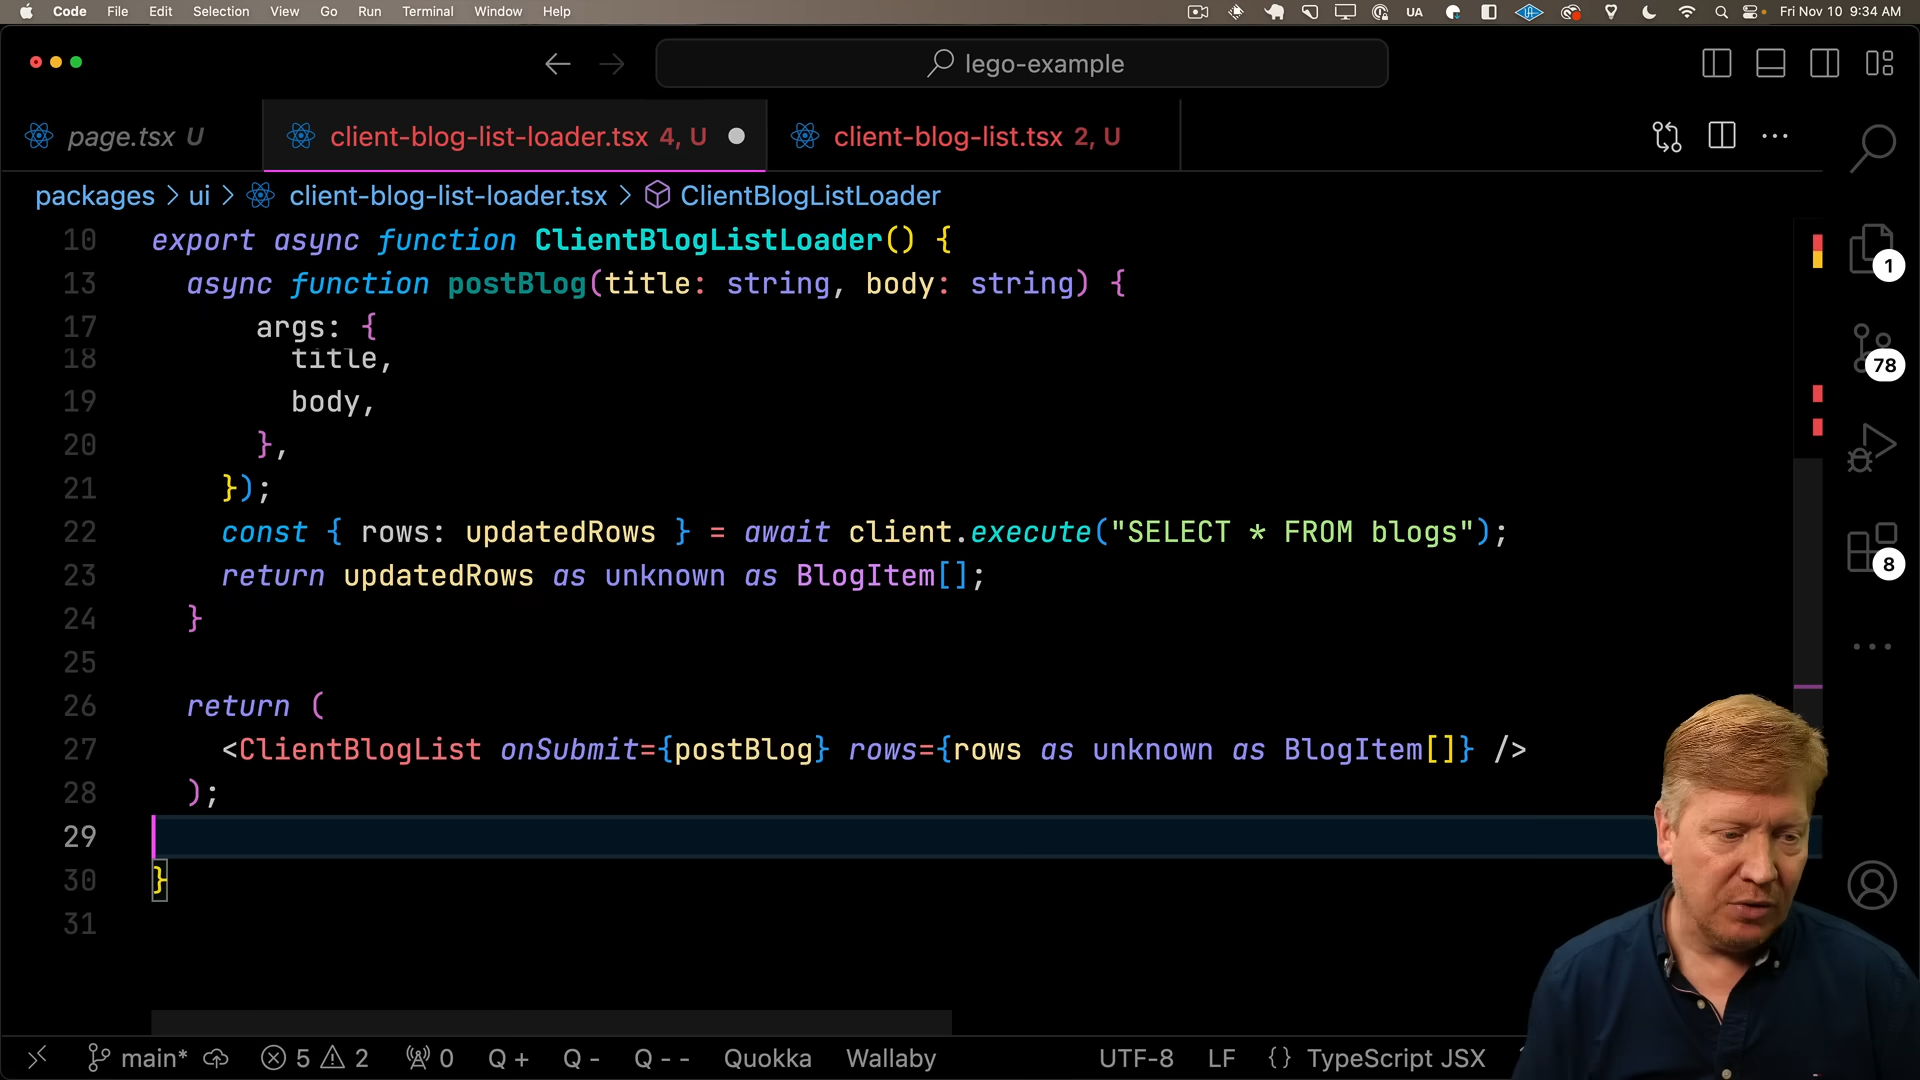 Code File Edit Selection View Go Run Terminal Window Help UA Fri Nov 10 9:34 AM
lego-example
page.tsx U client-blog-list-loader.tsx 4, U client-blog-list.tsx 2, U
packages > ui > client-blog-list-loader.tsx > ClientBlogListLoader
10 export async function ClientBlogListLoader() {
13 async function postBlog(title: string, body: string) {
17 args: {
18 title,
19 body,
20 },
21 });
22 const { rows: updatedRows } = await client.execute("SELECT * FROM blogs");
23 return updatedRows as unknown as BlogItem[];
24 }
25
26 return (
27 <ClientBlogList onSubmit={postBlog} rows={rows as unknown as BlogItem[]} />
28 );
29
30 }
31
1
78
8
main* 5 2 0 Q + Q - Q - - Quokka Wallaby UTF-8 LF {} TypeScript JSX